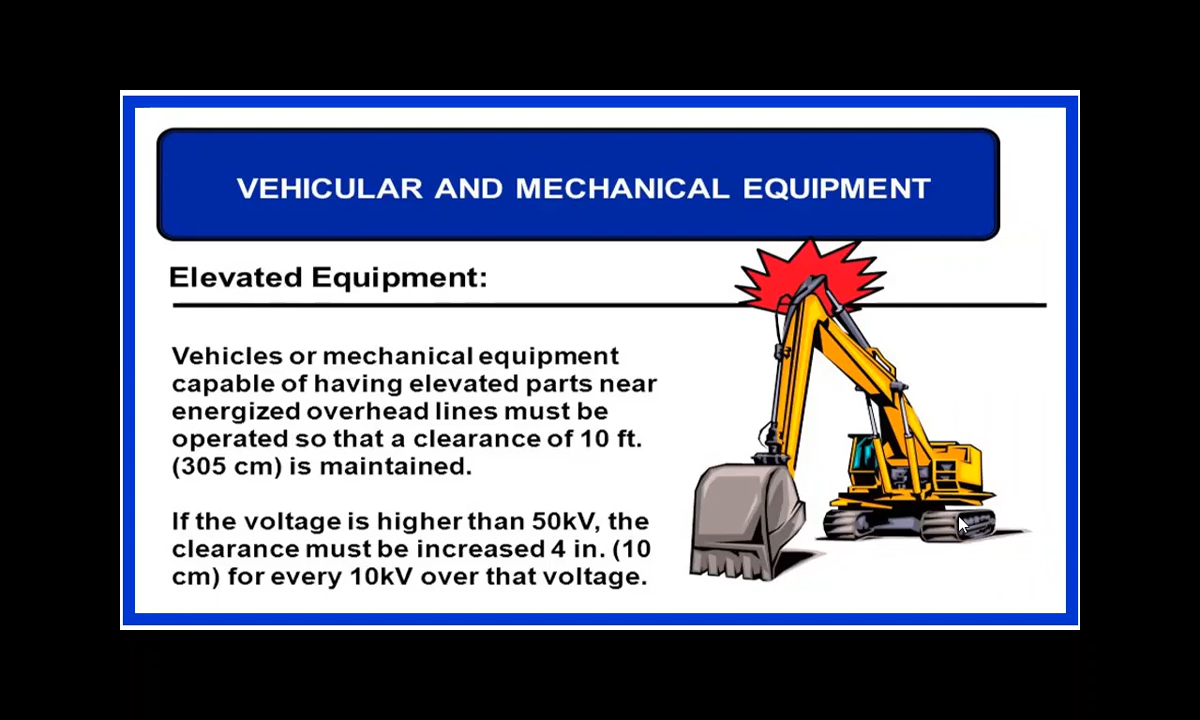 VEHICULAR AND MECHANICAL EQUIPMENT
Elevated Equipment:
Vehicles or mechanical equipment
capable of having elevated parts near
energized overhead lines must be
operated so that a clearance of 10 ft.
(305 cm) is maintained.
If the voltage is higher than 50kV, the
clearance must be increased 4 in. (10
cm) for every 10kV over that voltage.